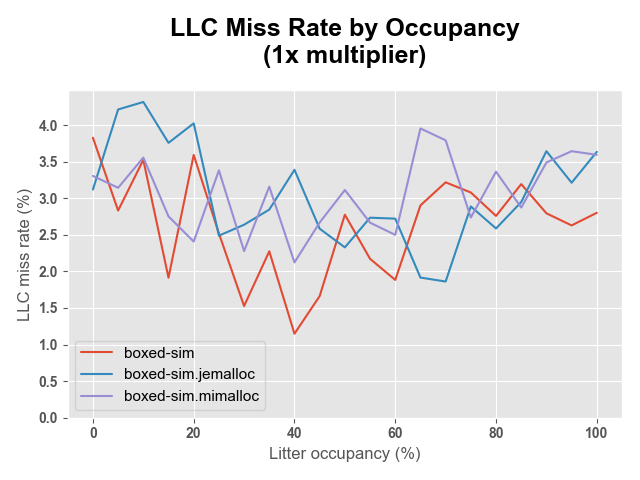 LLC Miss Rate by Occupancy
(1x multiplier)
LLC miss rate (%)
4.0
3.5
3.0
2.5
2.0
1.5
1.0
0.5
0.0
boxed-sim
boxed-sim.jemalloc
boxed-sim.mimalloc
0 20 40 60 80 100
Litter occupancy (%)